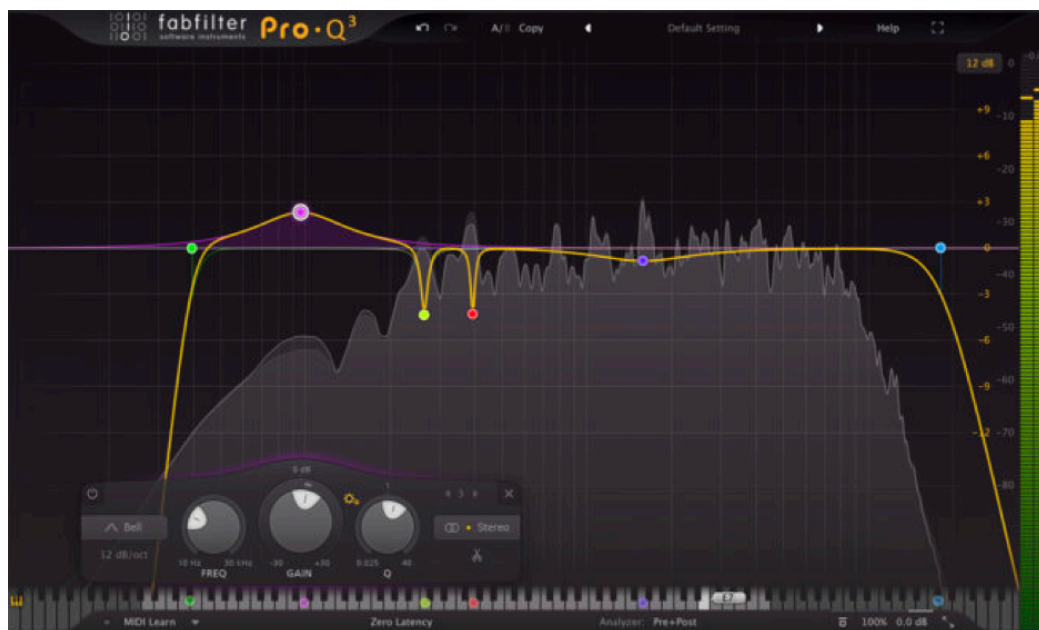 fabfilter Pro·Q³ A/B Copy Default Setting Help
software instruments
12 dB 0 -0.
+9 -10
+6 -20
+3 -30
0 -40
-3 -50
-6 -60
-9 -70
-12 -80
0 dB 1 3
Bell Stereo
12 dB/oct
10 Hz 30 kHz -30 +30 0.025 40
FREQ GAIN Q
MIDI Learn Zero Latency Analyzer: Pre+Post 100% 0.0 dB